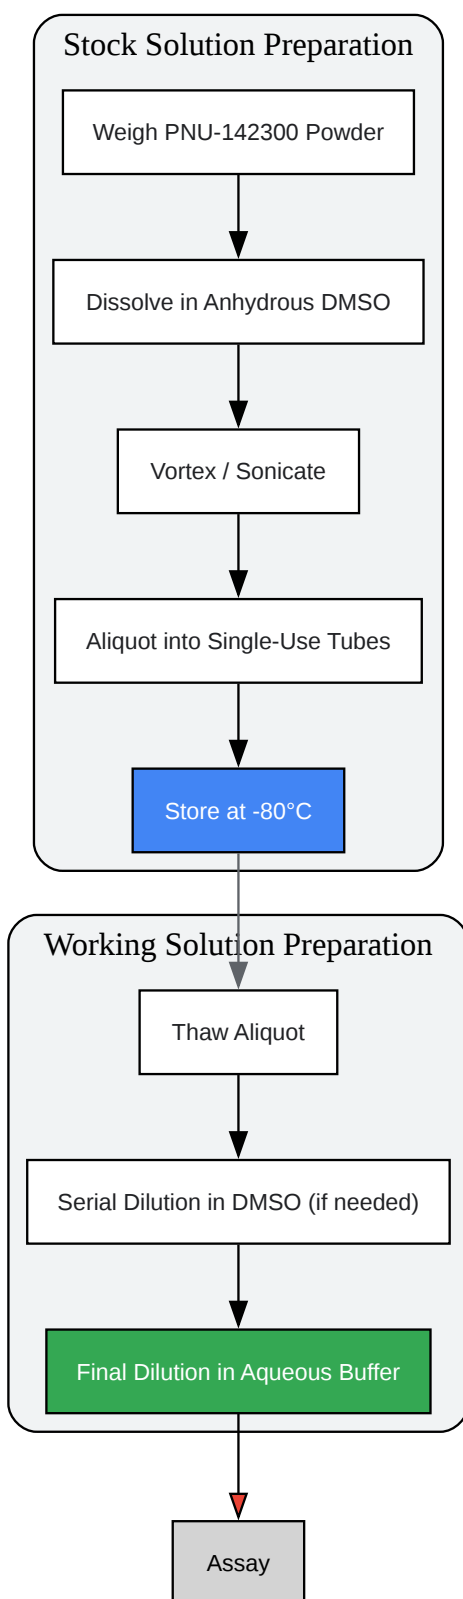 Stock Solution Preparation
Weigh PNU-142300 Powder
Dissolve in Anhydrous DMSO
Vortex / Sonicate
Aliquot into Single-Use Tubes
Store at -80°C
Working Solution Preparation
Thaw Aliquot
Serial Dilution in DMSO (if needed)
Final Dilution in Aqueous Buffer
Assay